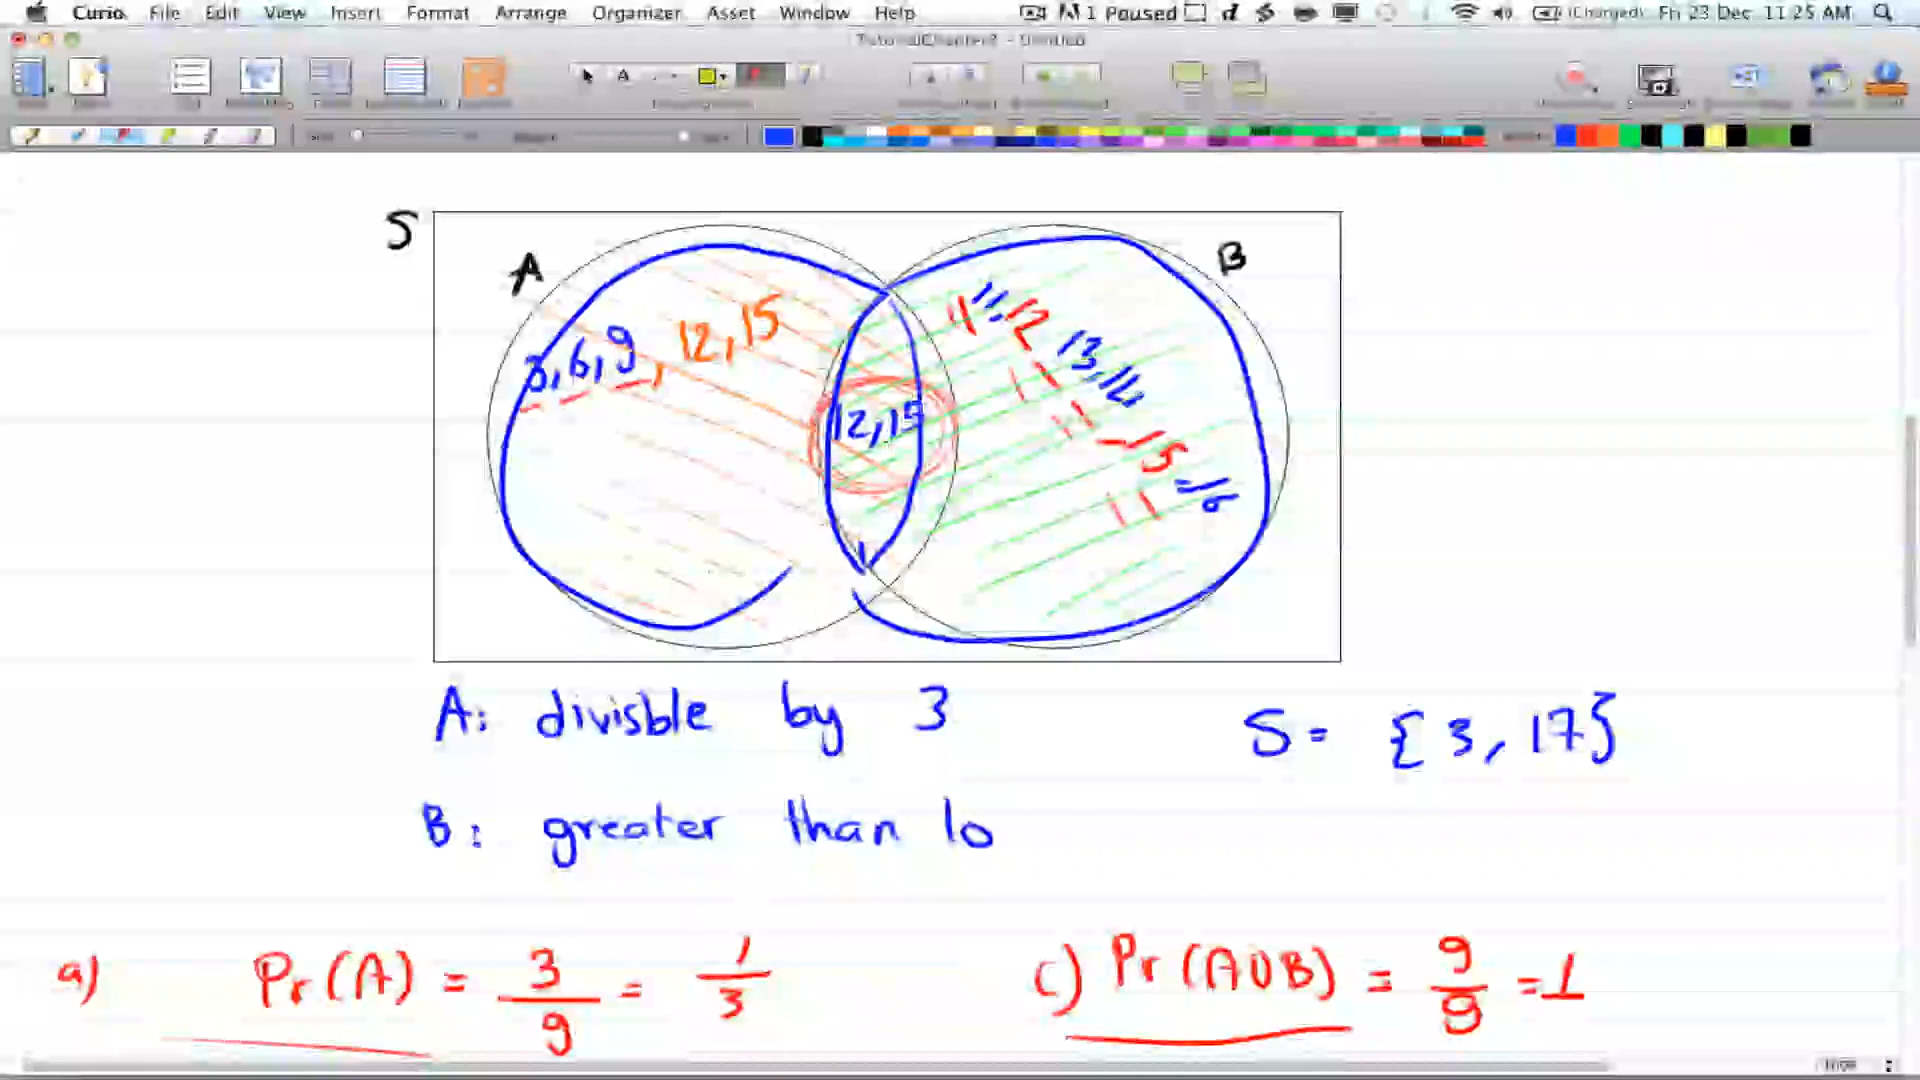 Curio File Edit View Insert Format Arrange Organizer Asset Window Help 1 Paused (Charged) Fri 23 Dec 11:25 AM
S
A
B
3, 6, 9, 12, 15
12, 15
11, 12
13, 14
15
16
A: divisble by 3
S = { 3, 17}
B: greater than 10
a) Pr(A) = 3/9 = 1/3
c) Pr(A∪B) = 9/9 = 1